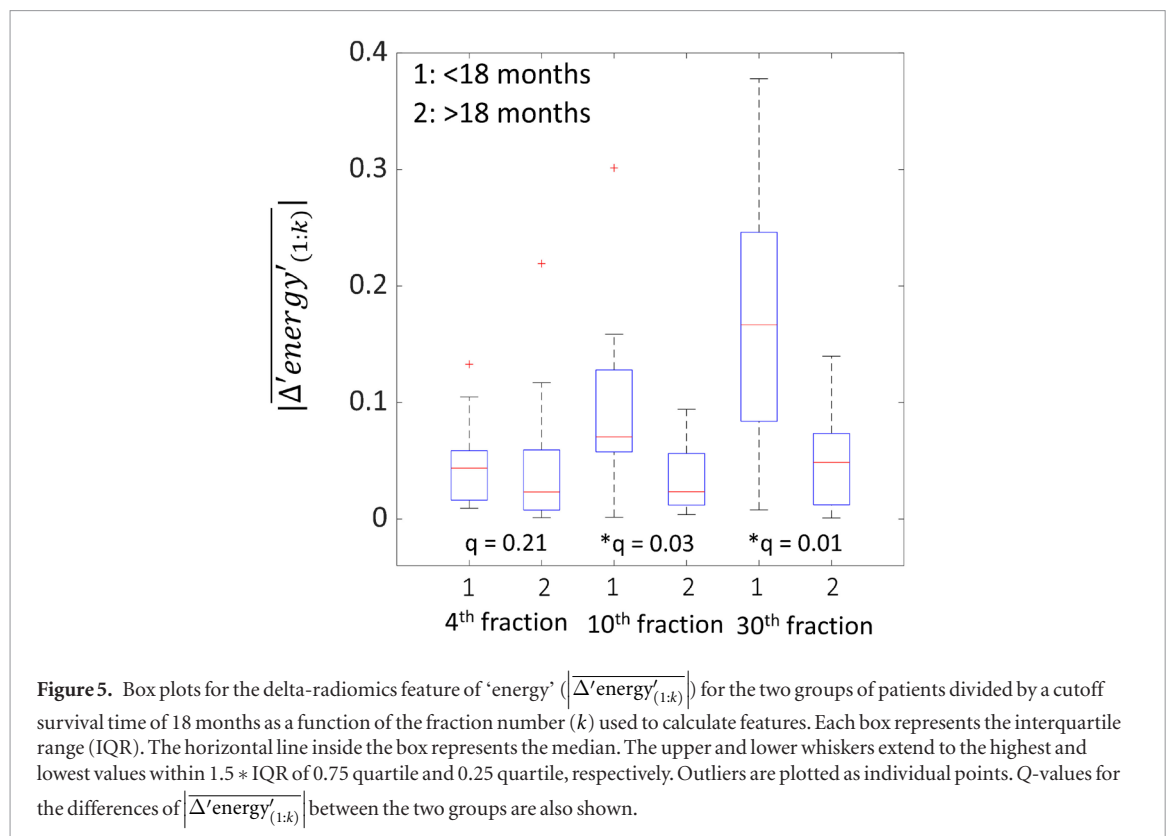 0.4
1: <18 months
2: >18 months
0.3
0.2
0.1
0
|Δ′energy′(1:k)|
q = 0.21 *q = 0.03 *q = 0.01
1 2 1 2 1 2
4th fraction 10th fraction 30th fraction
Figure 5. Box plots for the delta-radiomics feature of ‘energy’ (|Δ′energy′(1:k)|) for the two groups of patients divided by a cutoff
survival time of 18 months as a function of the fraction number (k) used to calculate features. Each box represents the interquartile
range (IQR). The horizontal line inside the box represents the median. The upper and lower whiskers extend to the highest and
lowest values within 1.5 * IQR of 0.75 quartile and 0.25 quartile, respectively. Outliers are plotted as individual points. Q-values for
the differences of |Δ′energy′(1:k)| between the two groups are also shown.